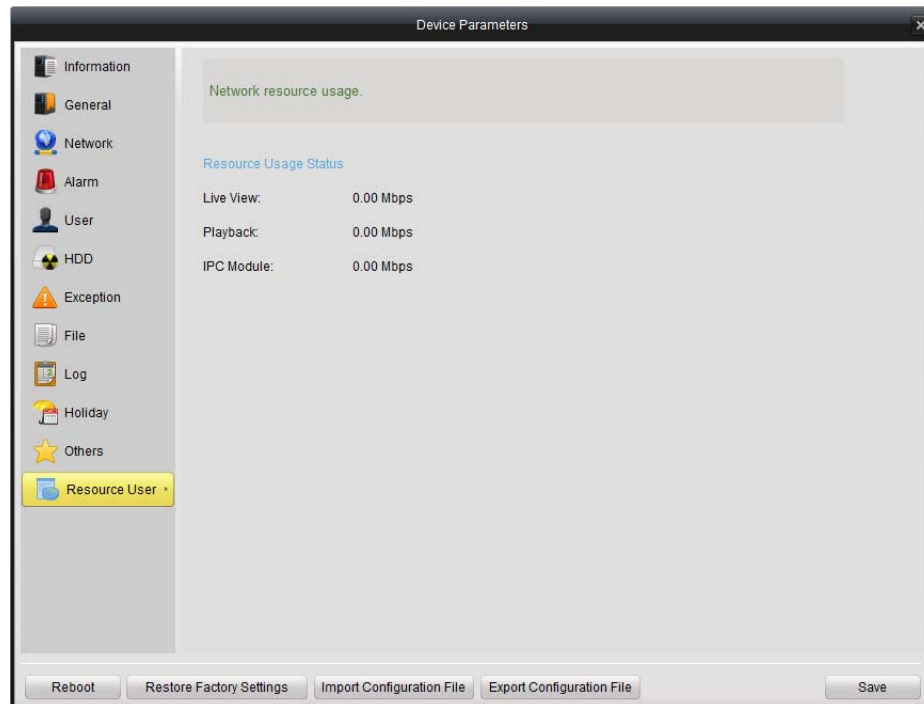 Device Parameters
Information
General
Network
Alarm
User
HDD
Exception
File
Log
Holiday
Others
Resource User
Network resource usage.
Resource Usage Status
Live View: 0.00 Mbps
Playback: 0.00 Mbps
IPC Module: 0.00 Mbps
Reboot Restore Factory Settings Import Configuration File Export Configuration File Save